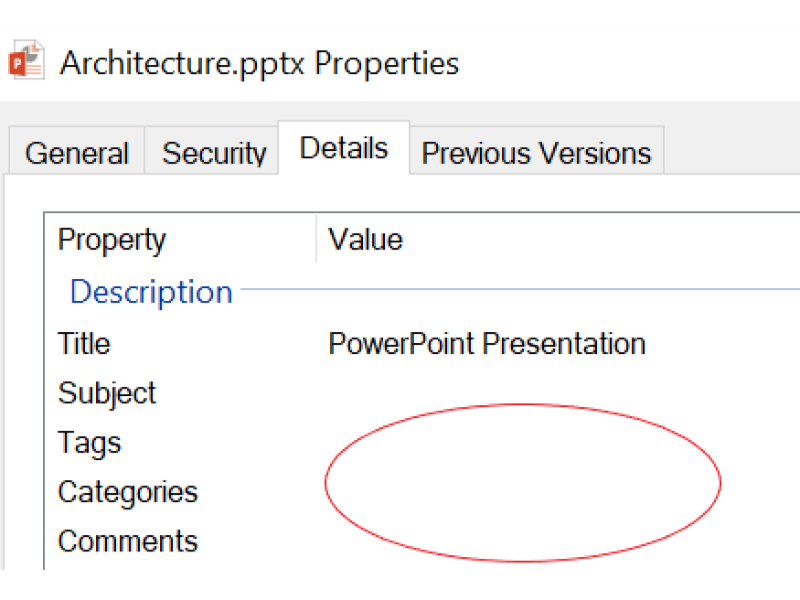 Architecture.pptx Properties
General Security Details Previous Versions
Property Value
Description
Title PowerPoint Presentation
Subject
Tags
Categories
Comments